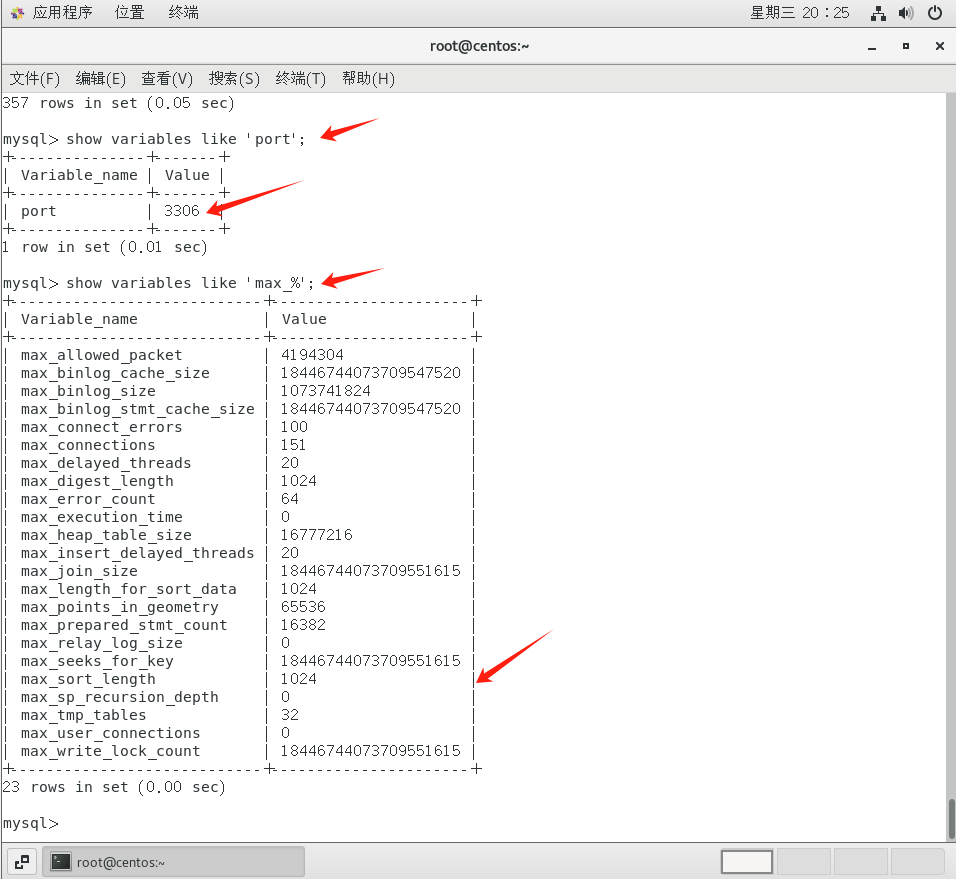 应用程序 位置 终端 星期三 20：25
root@centos:~
文件(F) 编辑(E) 查看(V) 搜索(S) 终端(T) 帮助(H)
357 rows in set (0.05 sec)
mysql> show variables like 'port';
+---------------+-------+
| Variable_name | Value |
+---------------+-------+
| port          | 3306  |
+---------------+-------+
1 row in set (0.01 sec)
mysql> show variables like 'max_%';
+----------------------------+----------------------+
| Variable_name              | Value                |
+----------------------------+----------------------+
| max_allowed_packet         | 4194304              |
| max_binlog_cache_size      | 18446744073709547520 |
| max_binlog_size            | 1073741824           |
| max_binlog_stmt_cache_size | 18446744073709547520 |
| max_connect_errors         | 100                  |
| max_connections            | 151                  |
| max_delayed_threads        | 20                   |
| max_digest_length          | 1024                 |
| max_error_count            | 64                   |
| max_execution_time         | 0                    |
| max_heap_table_size        | 16777216             |
| max_insert_delayed_threads | 20                   |
| max_join_size              | 18446744073709551615 |
| max_length_for_sort_data   | 1024                 |
| max_points_in_geometry     | 65536                |
| max_prepared_stmt_count    | 16382                |
| max_relay_log_size         | 0                    |
| max_seeks_for_key          | 18446744073709551615 |
| max_sort_length            | 1024                 |
| max_sp_recursion_depth     | 0                    |
| max_tmp_tables             | 32                   |
| max_user_connections       | 0                    |
| max_write_lock_count       | 18446744073709551615 |
+----------------------------+----------------------+
23 rows in set (0.00 sec)
mysql>
root@centos:~